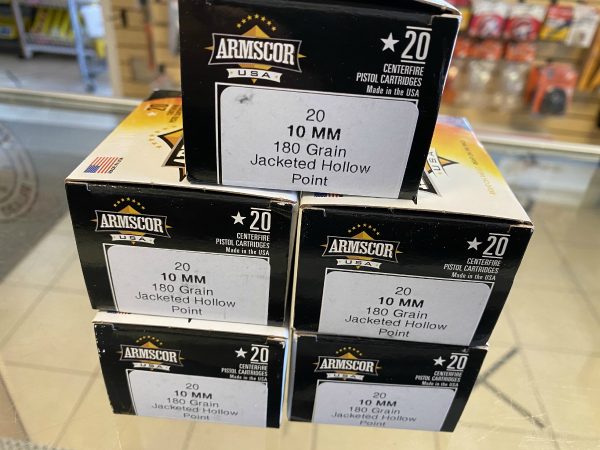 ARMSCOR
USA
★20
CENTERFIRE
PISTOL CARTRIDGES
Made in the USA
20
10 MM
180 Grain
Jacketed Hollow
Point
20
ARMSCOR
USA
★20
CENTERFIRE
PISTOL CARTRIDGES
Made in the USA
20
10 MM
180 Grain
Jacketed Hollow
Point
ARMSCOR
USA
★20
CENTERFIRE
PISTOL CARTRIDGES
Made in the USA
20
10 MM
180 Grain
Jacketed Hollow
Point
ARMSCOR
USA
★20
CENTERFIRE
PISTOL CARTRIDGES
Made in the USA
20
10 MM
180 Grain
Jacketed Hollow
Point
ARMSCOR
USA
★20
CENTERFIRE
PISTOL CARTRIDGES
Made in the USA
20
10 MM
180 Grain
Jacketed Hollow
Point